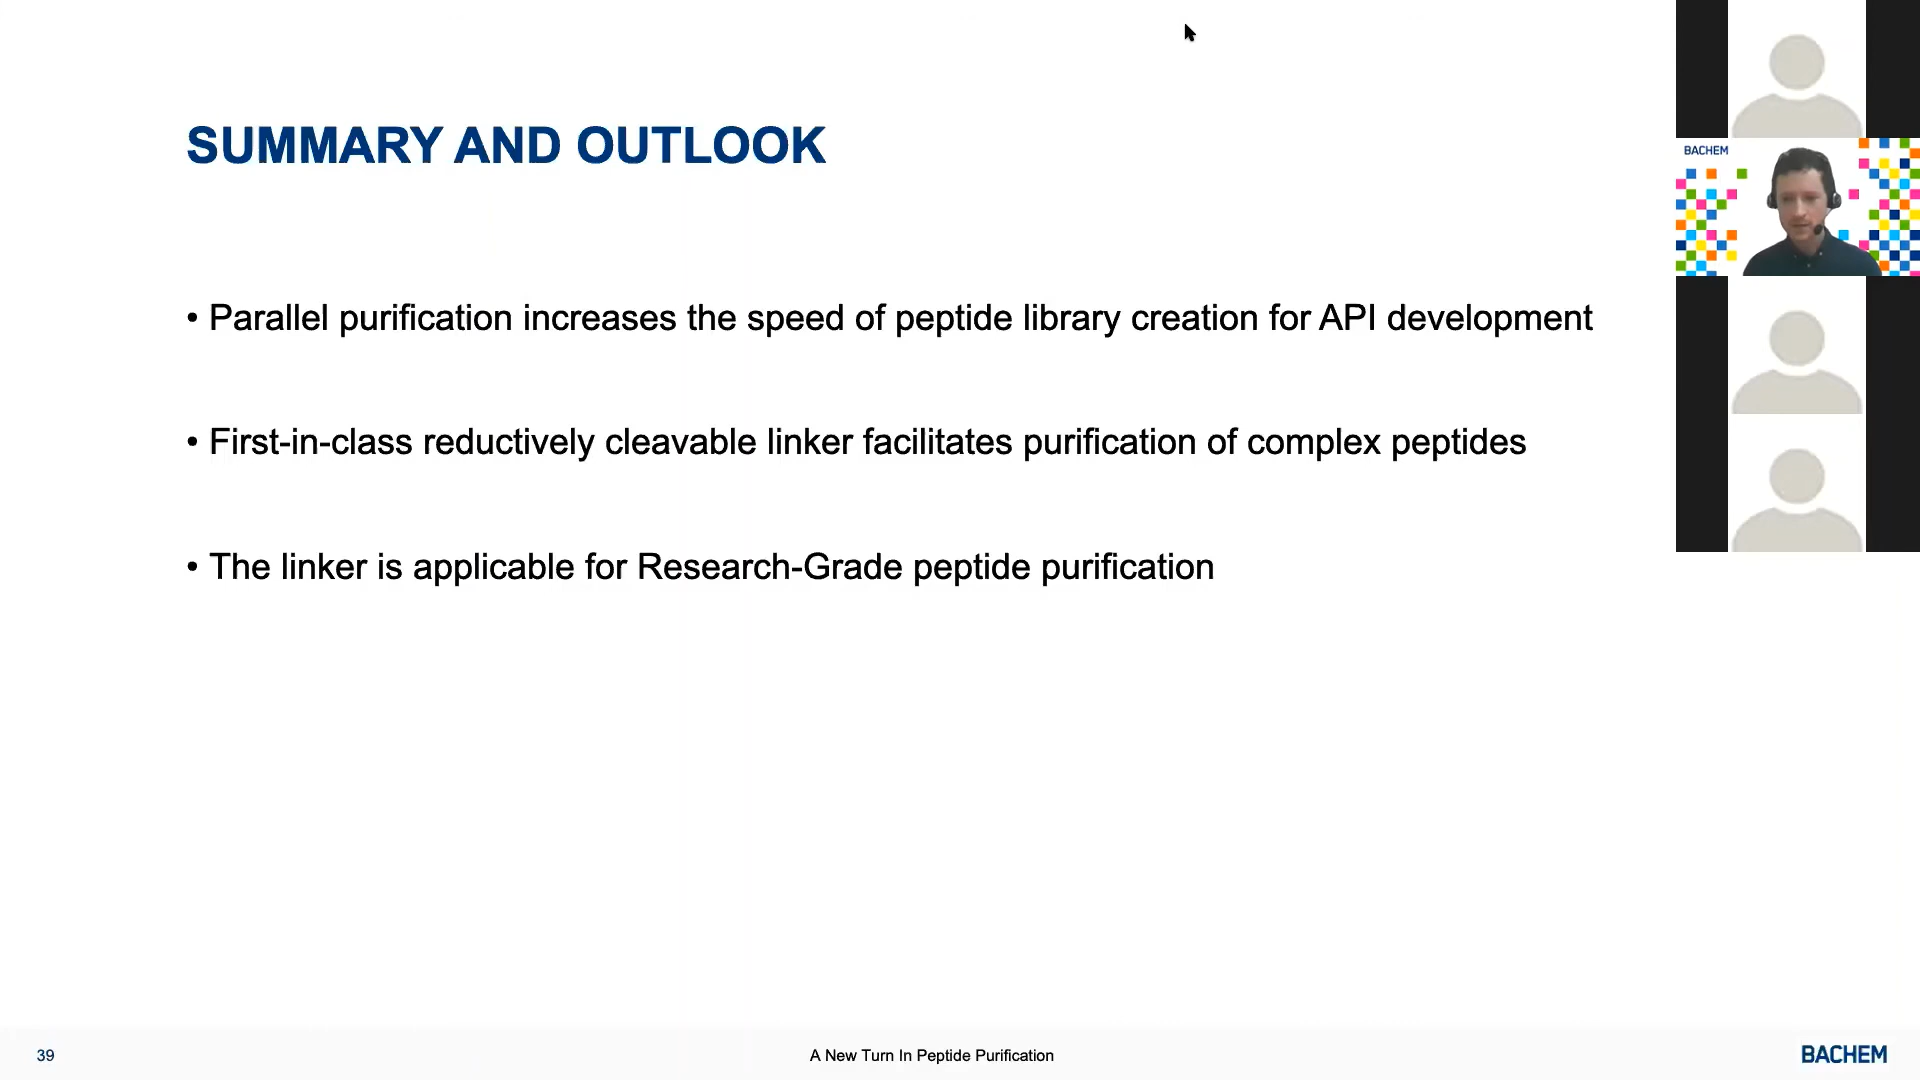 SUMMARY AND OUTLOOK
BACHEM
• Parallel purification increases the speed of peptide library creation for API development
• First-in-class reductively cleavable linker facilitates purification of complex peptides
• The linker is applicable for Research-Grade peptide purification
39
A New Turn In Peptide Purification
BACHEM